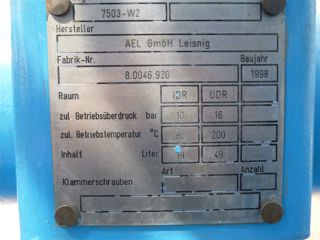 7503-W2
Hersteller
AEL GmbH Leisnig
Fabrik-Nr. Baujahr
8.0046.920 1998
Raum IDR UDR
zul Betriebsüberdruck bar 10 16
zul. Betriebstemperatur °C 80 200
Inhalt Liter 19 49
Art Anzahl
Klammerschrauben